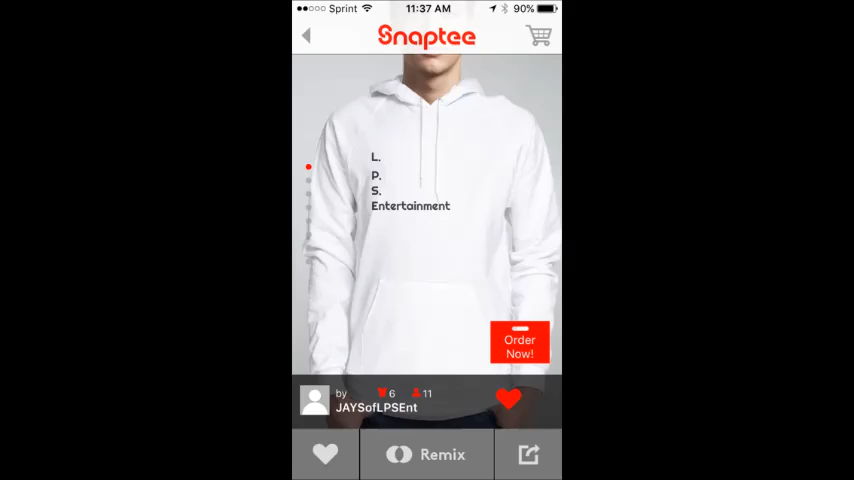 Sprint 11:37 AM 90%
Snaptee
L.
P.
S.
Entertainment
Order
Now!
by 6 11
JAYSofLPSEnt
Remix